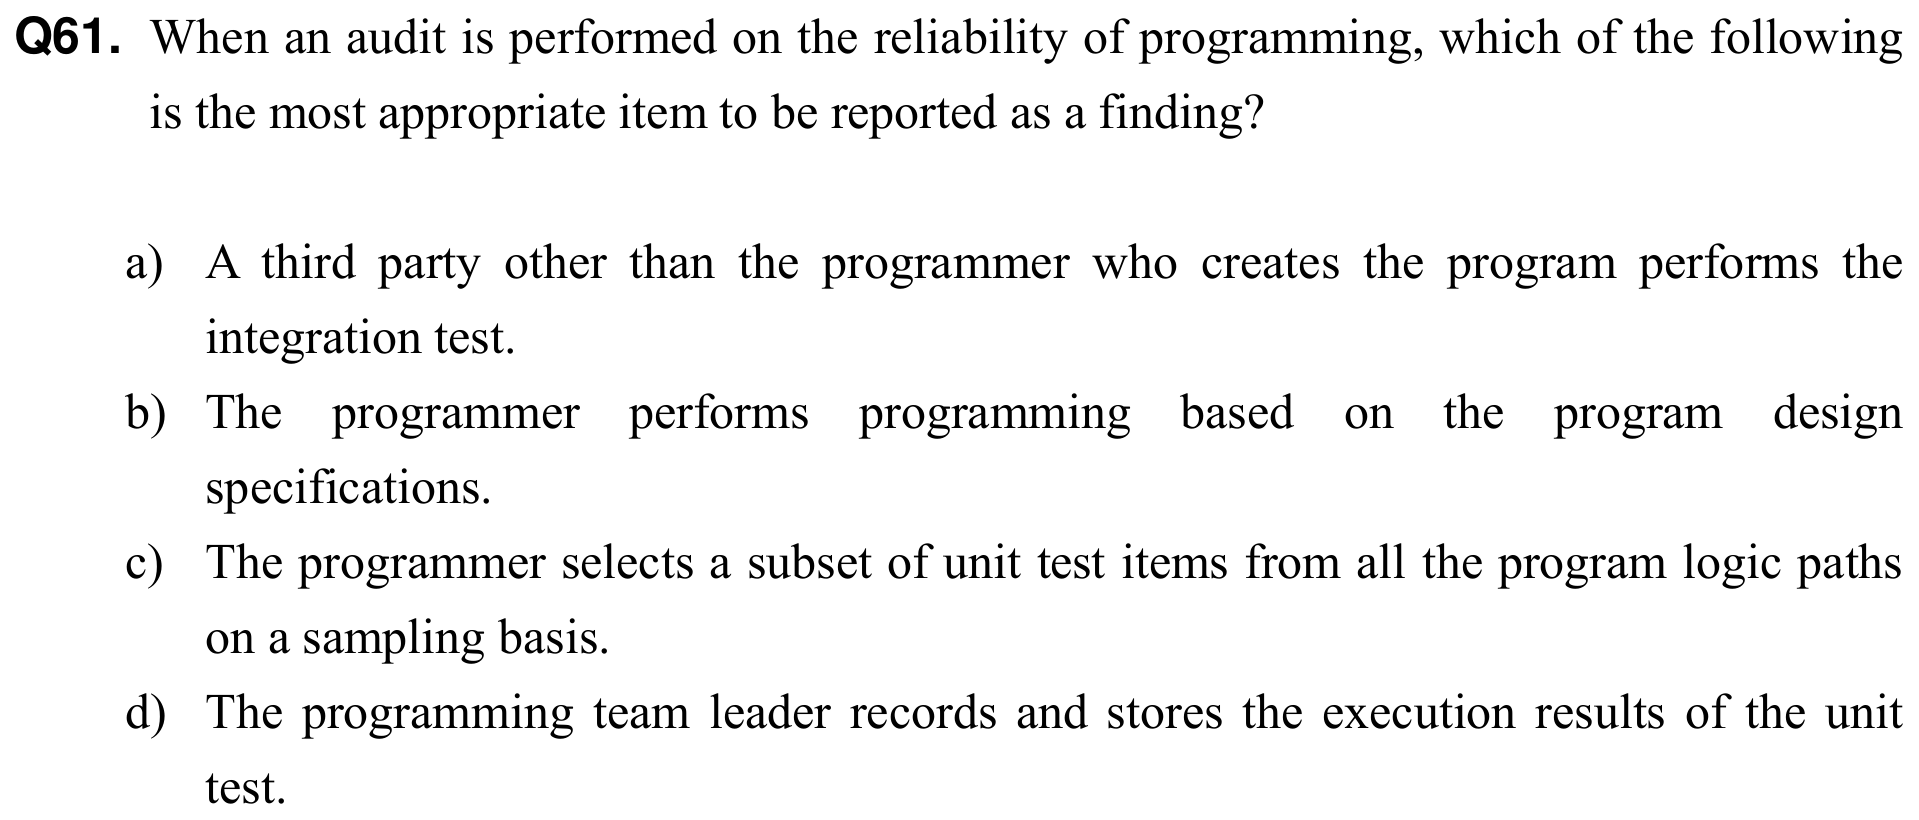 Q61. When an audit is performed on the reliability of programming, which of the following
is the most appropriate item to be reported as a finding?
a) A third party other than the programmer who creates the program performs the
integration test.
b) The programmer performs programming based on the program design
specifications.
c) The programmer selects a subset of unit test items from all the program logic paths
on a sampling basis.
d) The programming team leader records and stores the execution results of the unit
test.